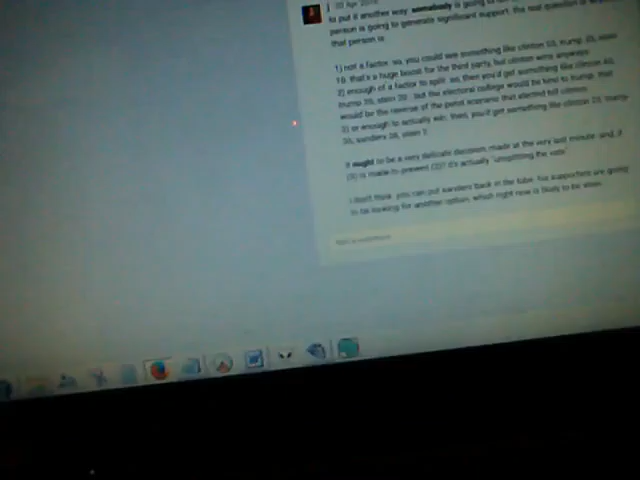 to put it another way, somebody is going to
person is going to generate significant support. the real question is
that person is
1) not a factor. so, you could see something like clinton 50, trump 35, stein
10. that's a huge boost for the third party, but clinton wins anyways.
2) enough of a factor to split. so, then you'd get something like clinton 40,
trump 35, stein 20. but the electoral college would be kind to trump. that
would be the reverse of the perot scenario that elected bill clinton.
3) or enough to actually win. then, you'd get something like clinton
35, sanders 38, stein
it ought to be a very delicate decision, made at the very last minute. and, if
(3) is made to prevent (2)? it's actually "unsplitting the vote".
i don't think you can put sanders back in the tube. his supporters are going
to be looking for another option, which right now is likely to be stein.